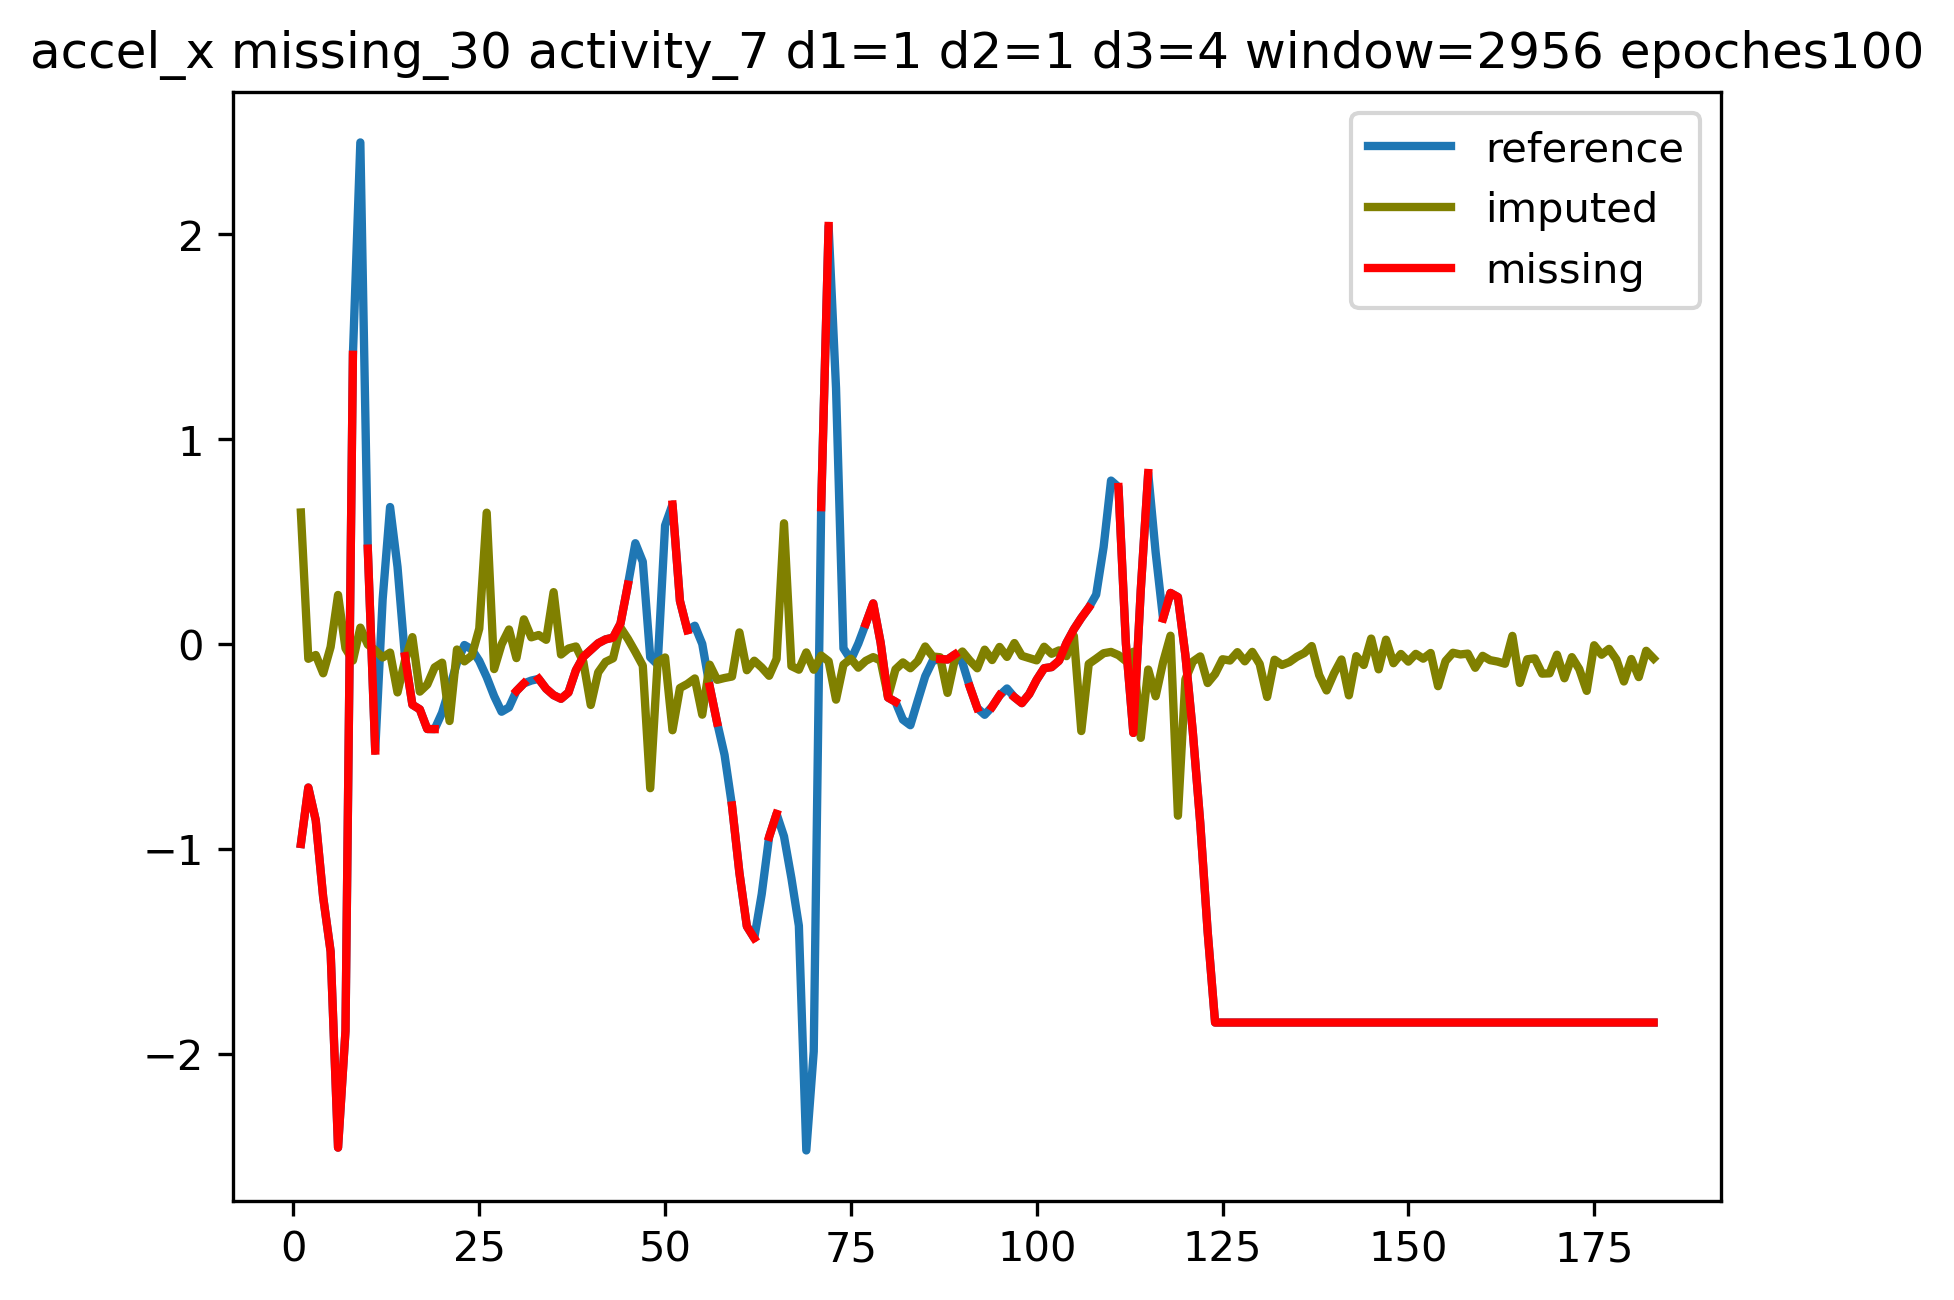 accel_x missing_30 activity_7 d1=1 d2=1 d3=4 window=2956 epoches100
reference
imputed
missing
2
1
0
−1
−2
0 25 50 75 100 125 150 175